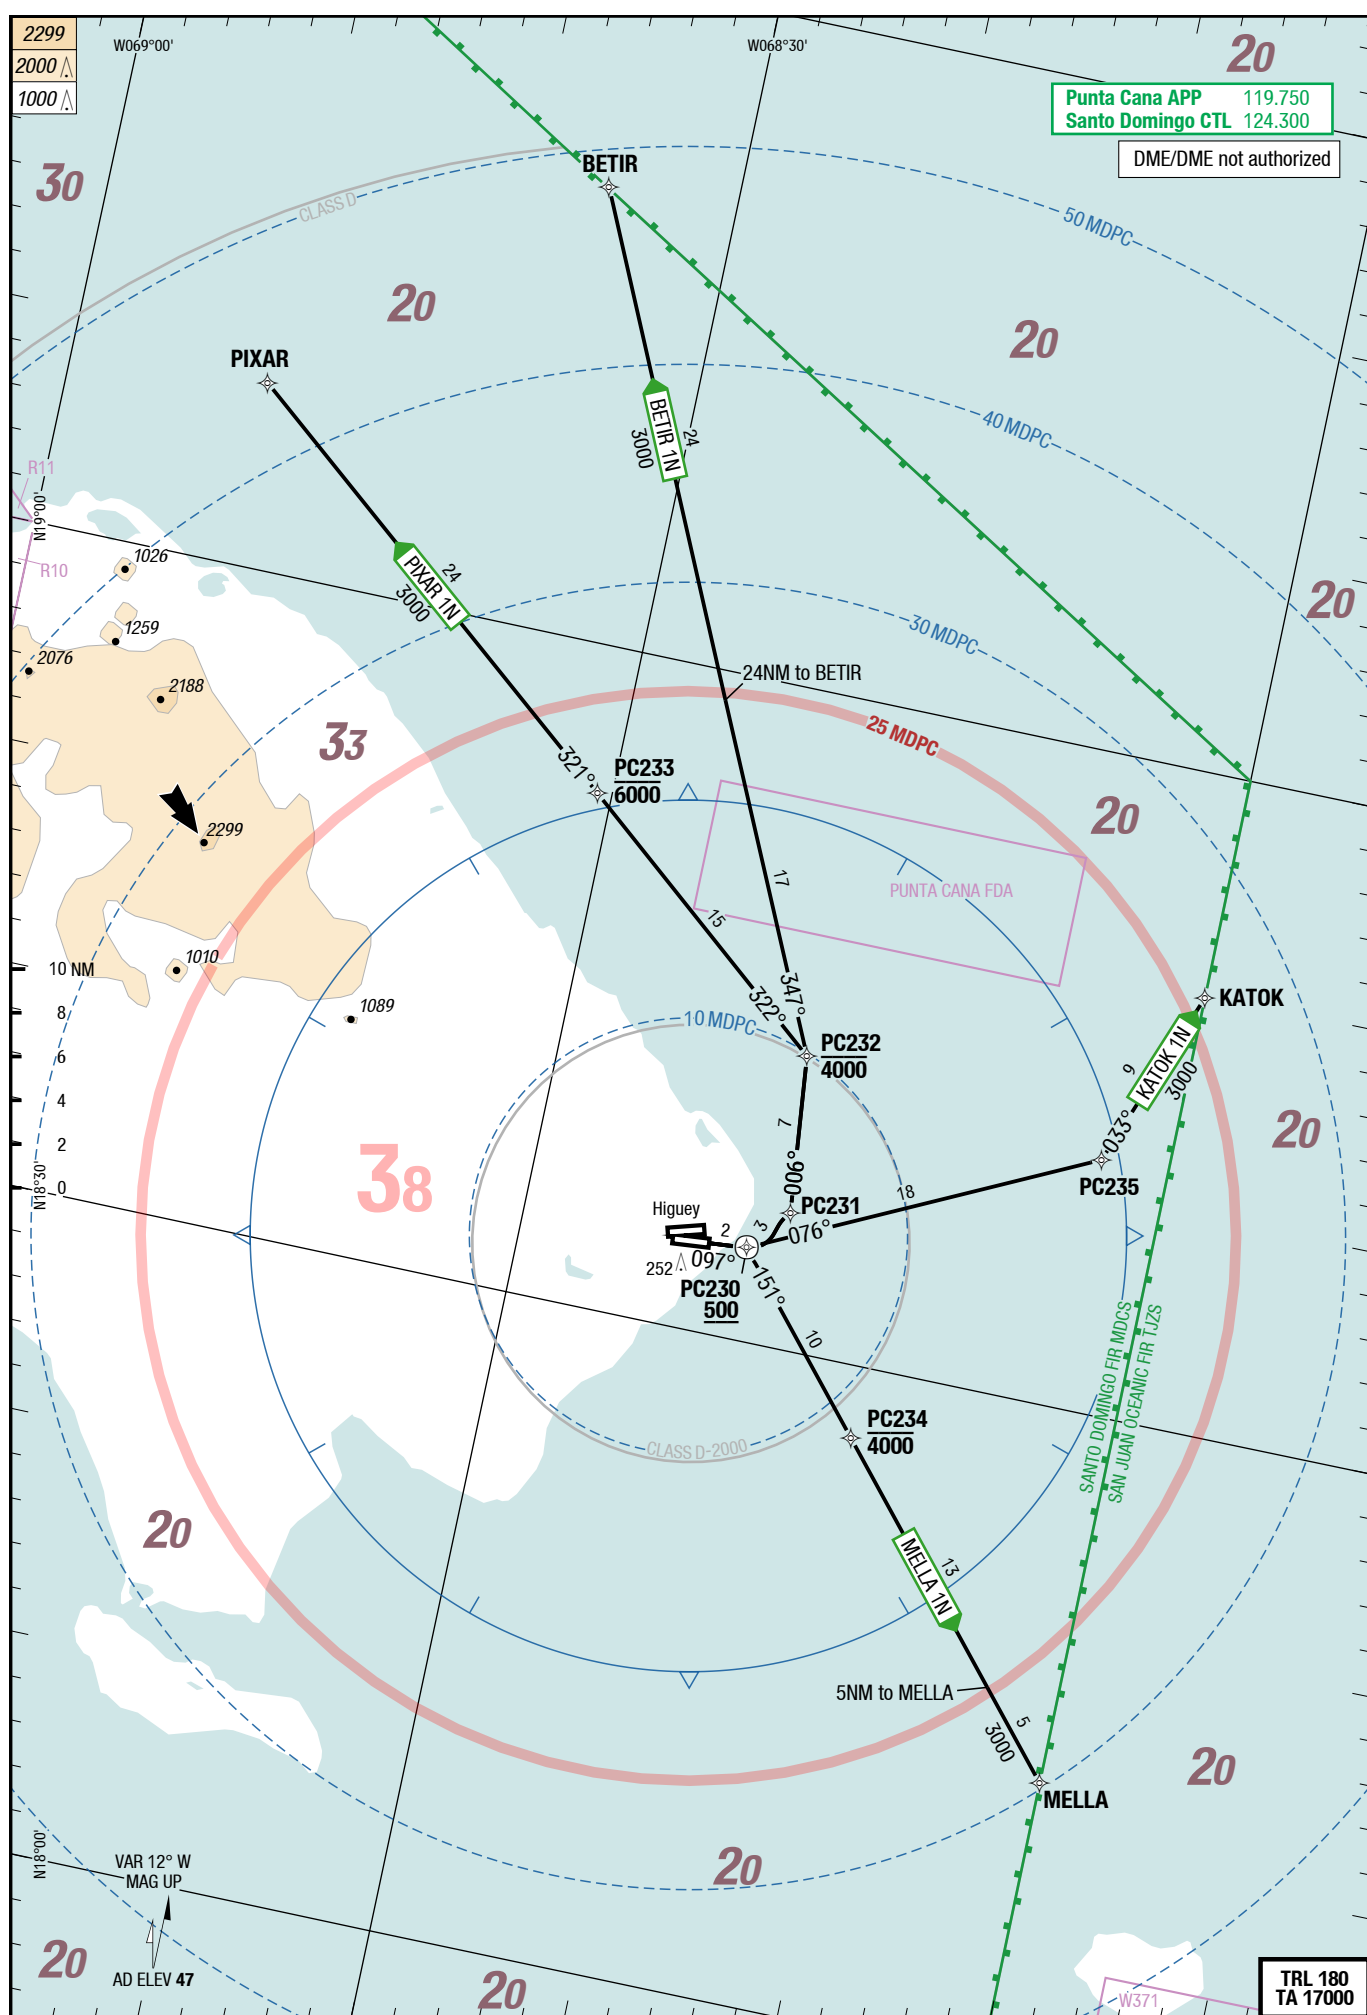 2299
2000
1000
W069°00'
W068°30'
20
Punta Cana APP 119.750
Santo Domingo CTL 124.300
DME/DME not authorized
30
BETIR
CLASS D
50 MDPC
20
20
PIXAR
BETIR 1N
24
3000
40 MDPC
R11
N19°00'
R10
1026
PIXAR 1N
24
3000
1259
2076
2188
20
30 MDPC
24NM to BETIR
33
25 MDPC
321°
PC233
6000
2299
20
17
PUNTA CANA FDA
15
1010
10 NM
8
6
4
2
0
1089
347°
322°
10 MDPC
KATOK
PC232
4000
KATOK 1N
9
3000
7
033°
20
N18°30'
38
006°
PC235
18
Higuey
2
3
PC231
076°
252
097°
PC230
500
151°
10
SANTO DOMINGO FIR MDCS
SAN JUAN OCEANIC FIR TJZS
PC234
4000
CLASS D-2000
20
MELLA 1N
13
5NM to MELLA
5
3000
20
MELLA
N18°00'
VAR 12° W
MAG UP
20
20
AD ELEV 47
20
W371
TRL 180
TA 17000